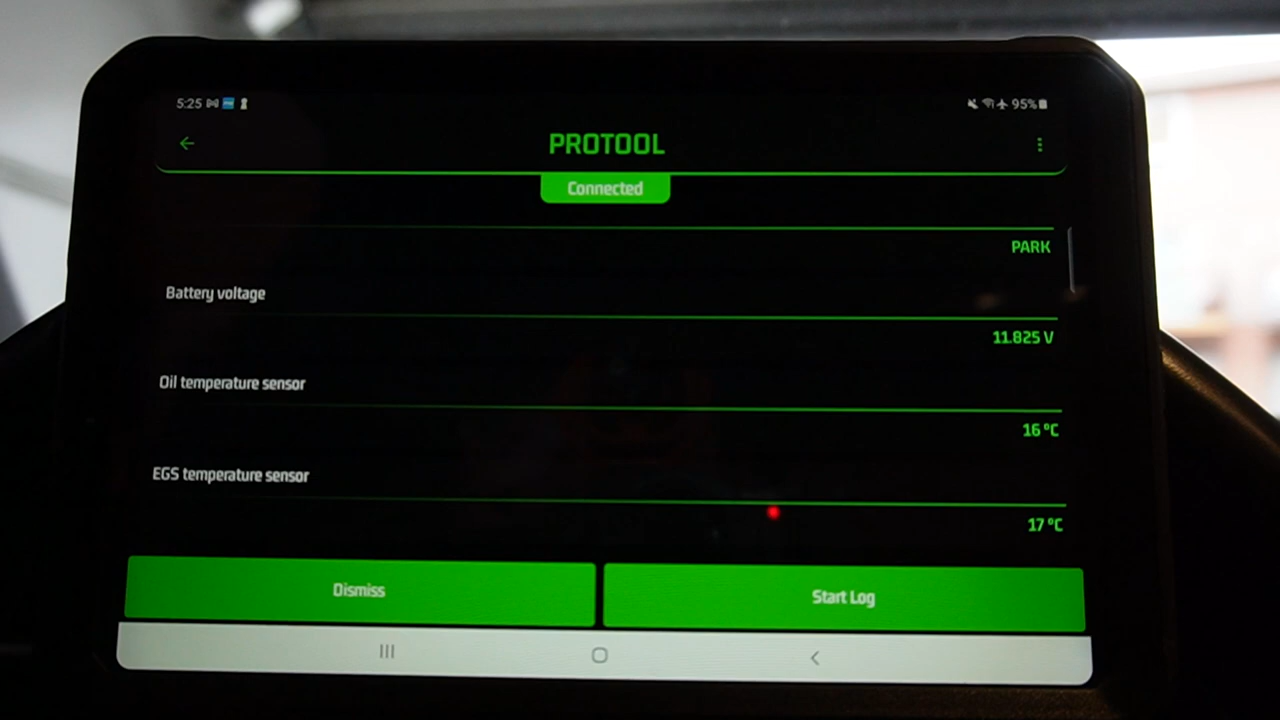 5:25
95%
PROTOOL
Connected
PARK
Battery voltage
11.825 V
Oil temperature sensor
16 °C
EGS temperature sensor
17 °C
Dismiss
Start Log